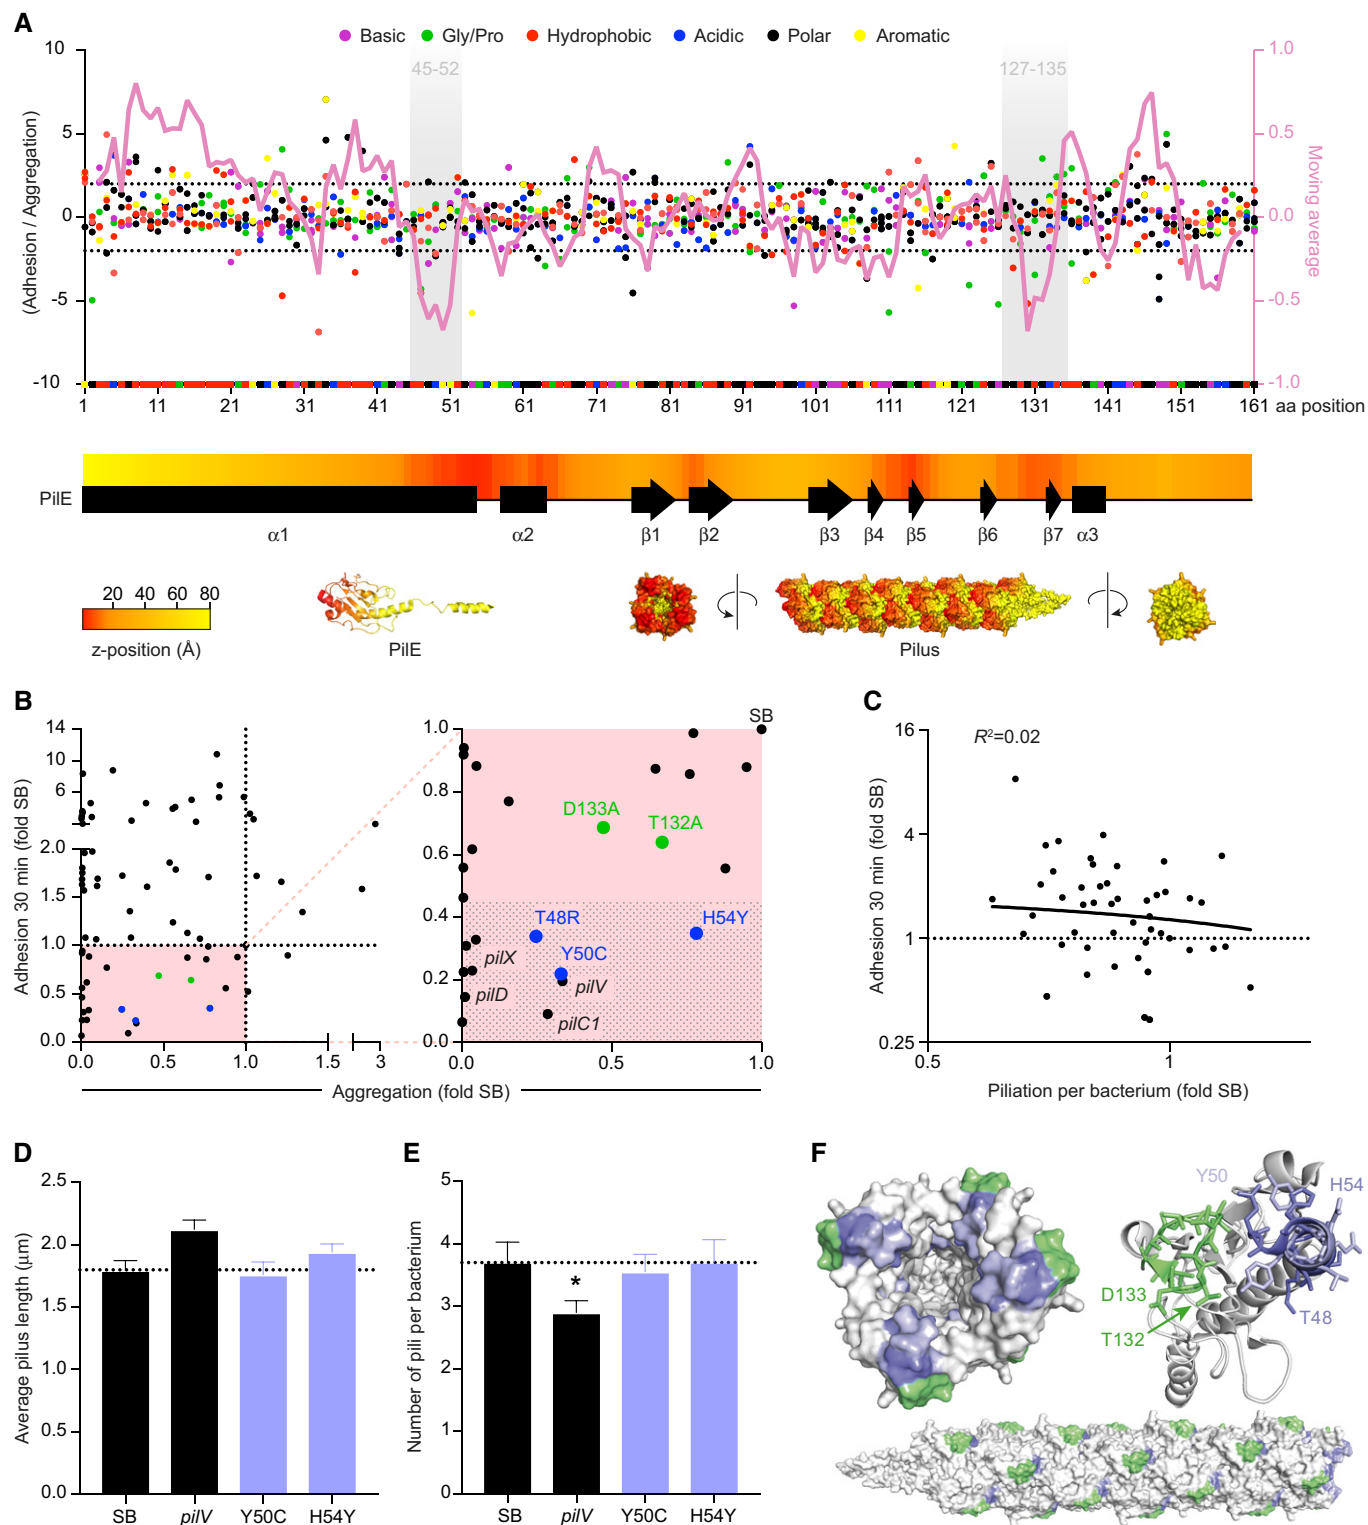 A
Basic Gly/Pro Hydrophobic Acidic Polar Aromatic
10 5 0 -5 -10
(Adhesion / Aggregation)
45-52 127-135
1.0 0.5 0.0 -0.5 -1.0
Moving average
1 11 21 31 41 51 61 71 81 91 101 111 121 131 141 151 161 aa position
PilE
α1 α2 β1 β2 β3 β4 β5 β6 β7 α3
20 40 60 80
z-position (Å)
PilE
Pilus
B
14 10 6 2.0 1.5 1.0 0.5 0.0
Adhesion 30 min (fold SB)
0.0 0.5 1.0 1.5 3
1.0 0.8 0.6 0.4 0.2 0.0
SB
D133A
T132A
T48R
H54Y
Y50C
pilX
pilD
pilV
pilC1
0.0 0.5 1.0
Aggregation (fold SB)
C
16 4 1 0.25
Adhesion 30 min (fold SB)
R²=0.02
0.5 1
Piliation per bacterium (fold SB)
D
2.5 2.0 1.5 1.0 0.5 0.0
Average pilus length (μm)
SB pilV Y50C H54Y
E
5 4 3 2 1 0
Number of pili per bacterium
*
SB pilV Y50C H54Y
F
Y50
H54
D133
T132
T48